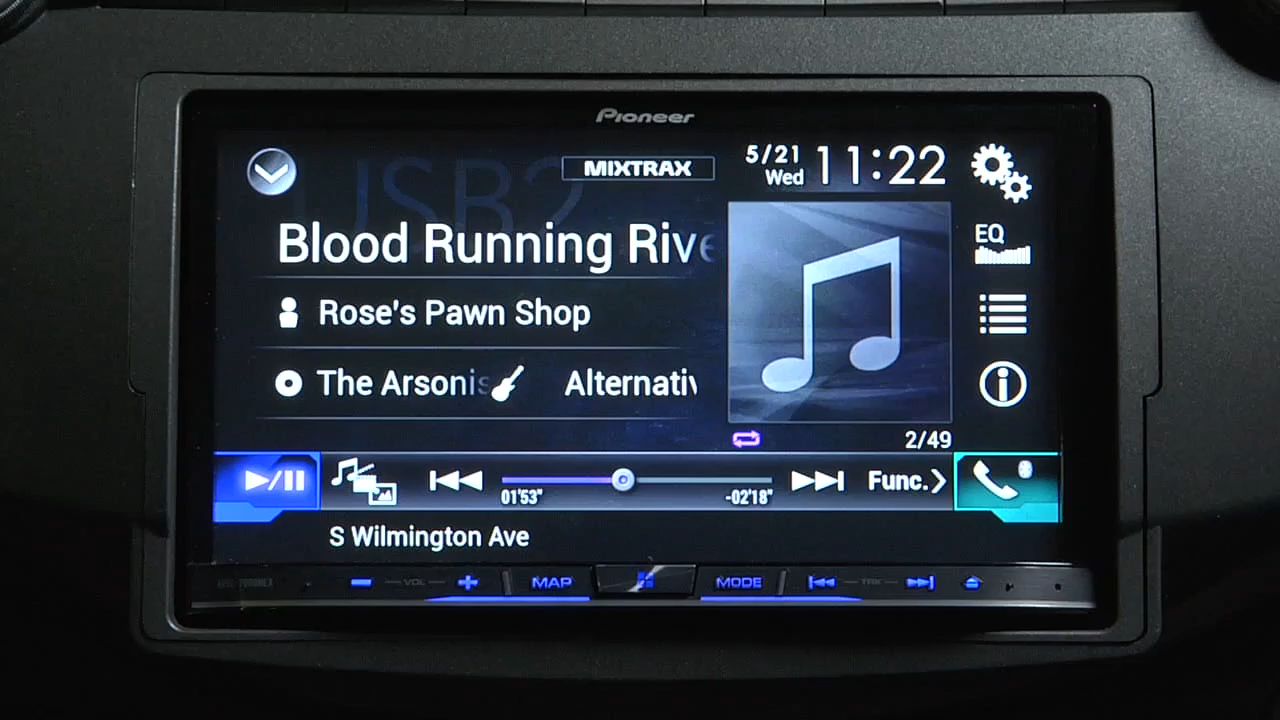 Pioneer
USB2
MIXTRAX
5/21
Wed
11:22
Blood Running Rive
EQ
Rose's Pawn Shop
The Arsonis
Alternativ
2/49
01'53"
-02'18"
Func.
S Wilmington Ave
VOL
MAP
MODE
TRK